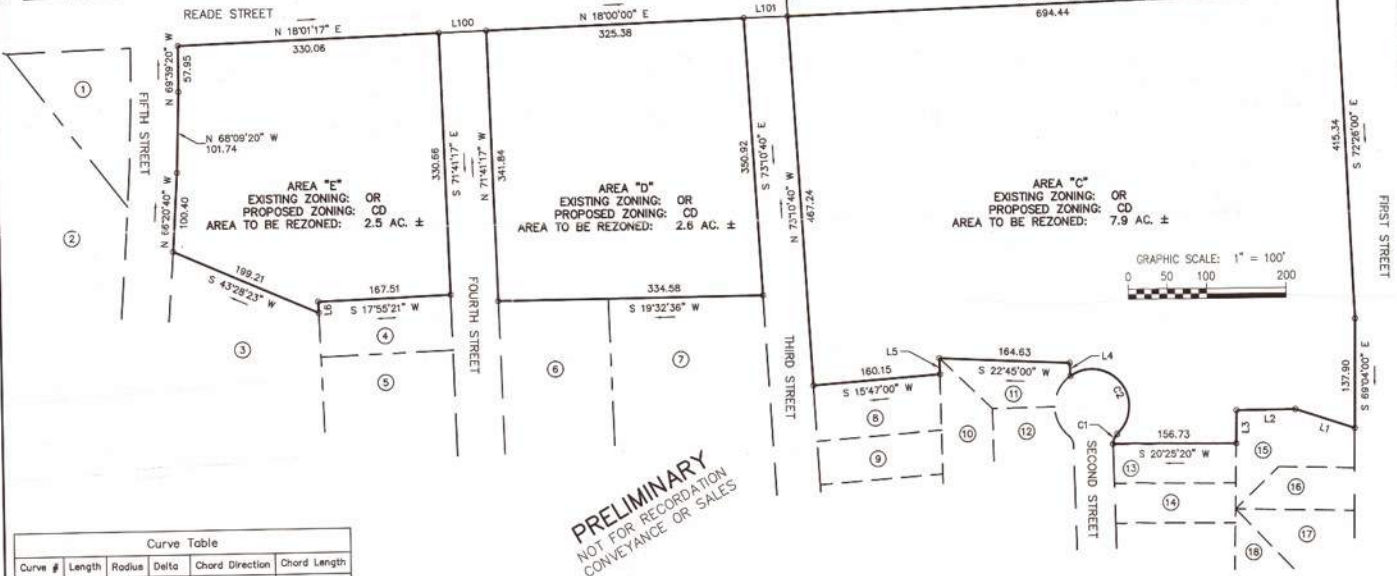 READE STREET
N 18°01'17" E
330.06
L100
N 18°00'00" E
325.38
L101
694.44
N 69°39'20" W
57.95
N 68°09'20" W
101.74
N 66°20'40" W
100.40
FIFTH STREET
1
2
3
AREA "E"
EXISTING ZONING: OR
PROPOSED ZONING: CD
AREA TO BE REZONED: 2.5 AC. ±
330.66
S 71°41'17" E
199.21
S 43°28'23" W
L6
167.51
S 17°55'21" W
4
5
FOURTH STREET
N 71°41'17" W
341.84
AREA "D"
EXISTING ZONING: OR
PROPOSED ZONING: CD
AREA TO BE REZONED: 2.6 AC. ±
350.92
S 73°10'40" E
334.58
S 19°32'36" W
6
7
THIRD STREET
N 73°10'40" W
467.24
AREA "C"
EXISTING ZONING: OR
PROPOSED ZONING: CD
AREA TO BE REZONED: 7.9 AC. ±
415.34
S 72°26'00" E
FIRST STREET
GRAPHIC SCALE: 1" = 100'
0 50 100 200
137.90
S 69°04'00" E
L5
160.15
S 15°47'00" W
8
9
164.63
S 22°45'00" W
L4
10
11
12
C2
C1
SECOND STREET
156.73
S 20°25'20" W
L3
L2
L1
13
14
15
16
17
18
PRELIMINARY
NOT FOR RECORDATION
CONVEYANCE OR SALES
Curve Table
Curve # Length Radius Delta Chord Direction Chord Length